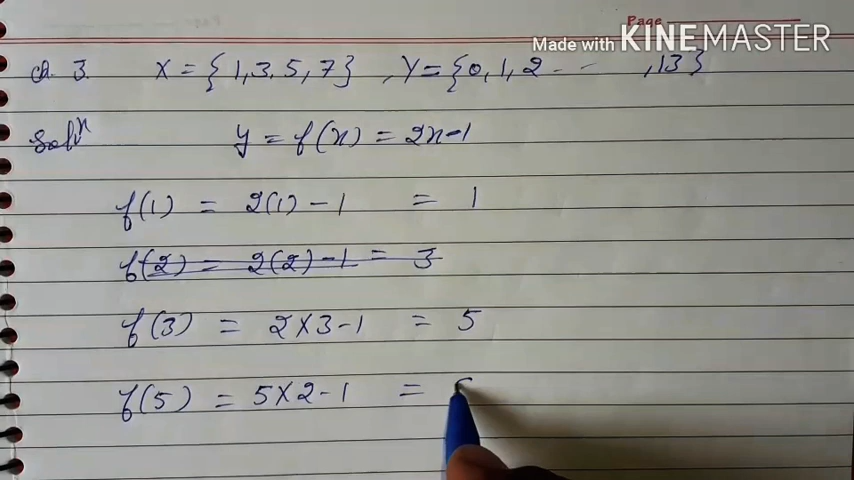 Page
Made with KINEMASTER
Q. 3. X = {1,3,5,7} , Y = {0,1,2 - - ,13}
Solⁿ y = f(x) = 2x-1
f(1) = 2(1) - 1 = 1
f(2) = 2(2) - 1 = 3
f(3) = 2×3-1 = 5
f(5) = 5×2-1 =